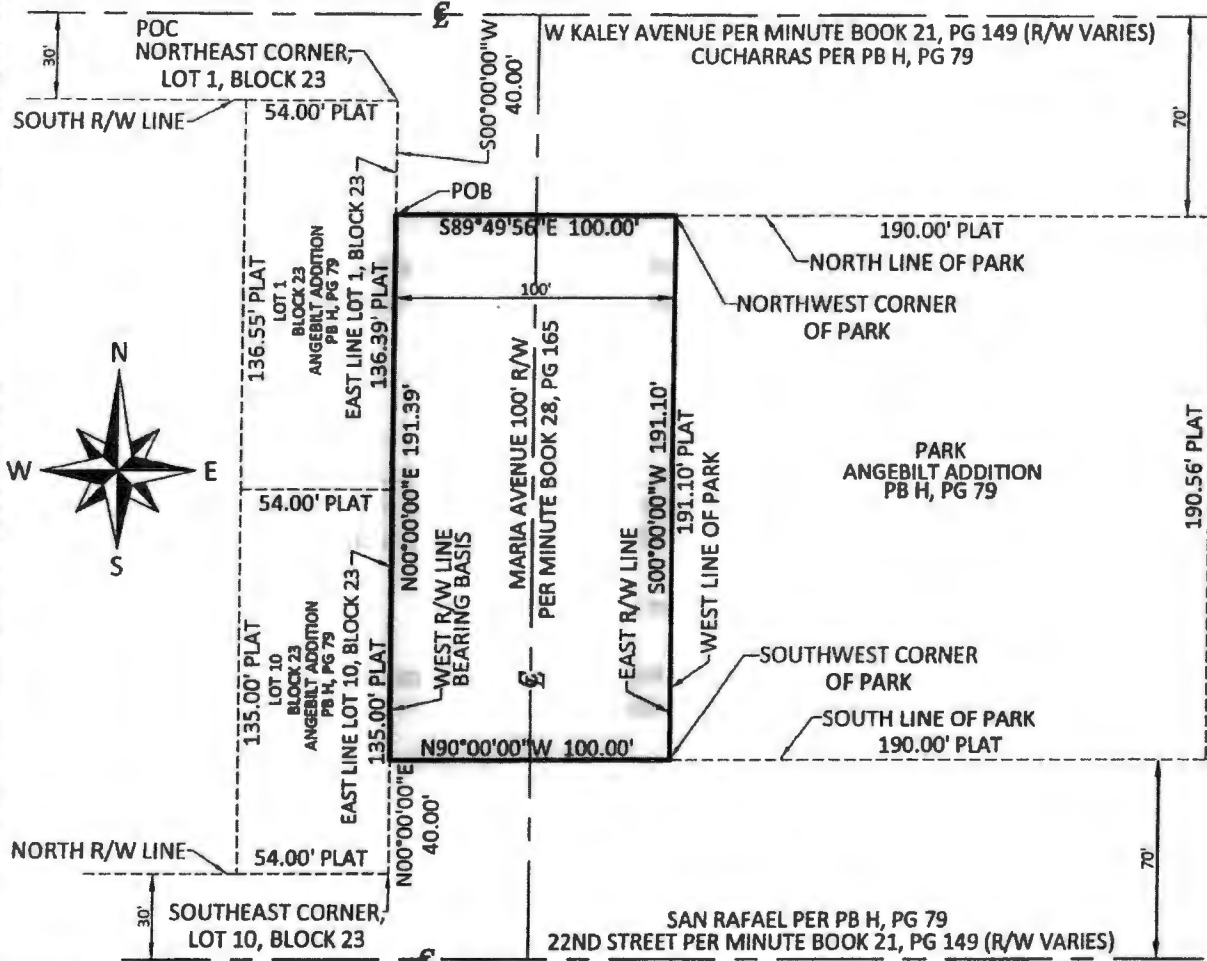 POC
NORTHEAST CORNER,
LOT 1, BLOCK 23
30'
SOUTH R/W LINE
54.00' PLAT
S00°00'00"W
40.00'
W KALEY AVENUE PER MINUTE BOOK 21, PG 149 (R/W VARIES)
CUCHARRAS PER PB H, PG 79
70'
POB
S89°49'56"E 100.00'
190.00' PLAT
NORTH LINE OF PARK
100'
NORTHWEST CORNER
OF PARK
136.55' PLAT
LOT 1
BLOCK 23
ANGEBILT ADDITION
PB H, PG 79
EAST LINE LOT 1, BLOCK 23
136.39' PLAT
N00°00'00"E 191.39'
MARIA AVENUE 100' R/W
PER MINUTE BOOK 28, PG 165
S00°00'00"W 191.10'
191.10' PLAT
WEST LINE OF PARK
EAST R/W LINE
PARK
ANGEBILT ADDITION
PB H, PG 79
190.56' PLAT
N
W
E
S
54.00' PLAT
135.00' PLAT
LOT 10
BLOCK 23
ANGEBILT ADDITION
PB H, PG 79
EAST LINE LOT 10, BLOCK 23
135.00' PLAT
WEST R/W LINE
BEARING BASIS
SOUTHWEST CORNER
OF PARK
SOUTH LINE OF PARK
190.00' PLAT
N90°00'00"W 100.00'
N00°00'00"E
40.00'
NORTH R/W LINE
54.00' PLAT
30'
SOUTHEAST CORNER,
LOT 10, BLOCK 23
70'
SAN RAFAEL PER PB H, PG 79
22ND STREET PER MINUTE BOOK 21, PG 149 (R/W VARIES)